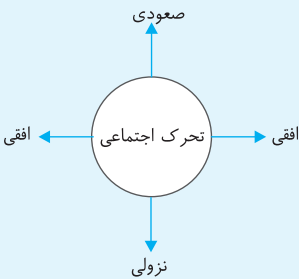 صعودی
افقی
تحرک اجتماعی
افقی
نزولی